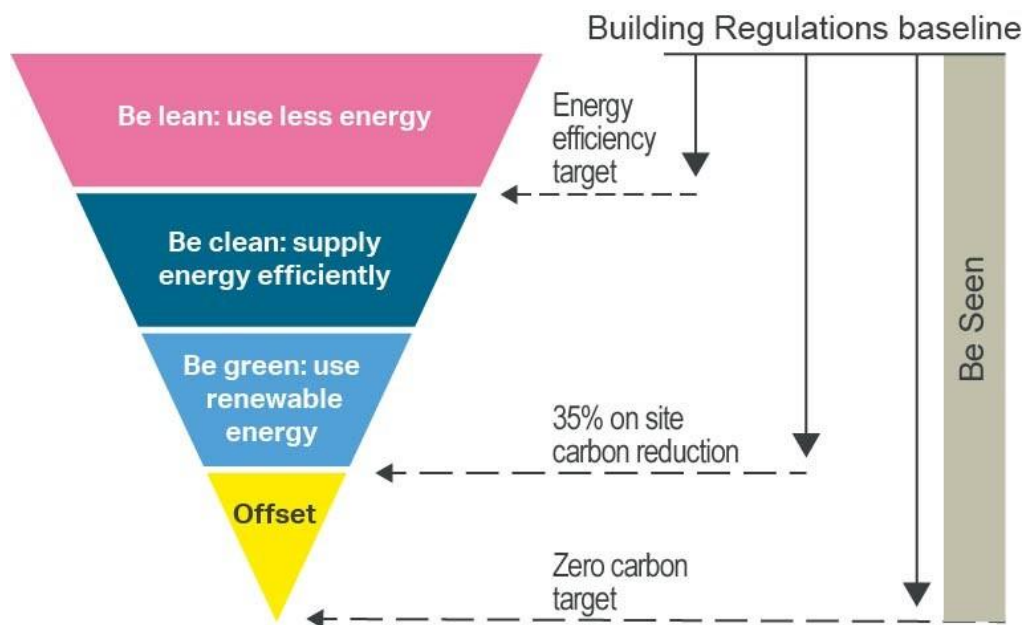 Building Regulations baseline
Be lean: use less energy
Energy
efficiency
target
Be clean: supply
energy efficiently
Be green: use
renewable
energy
35% on site
carbon reduction
Offset
Zero carbon
target
Be Seen